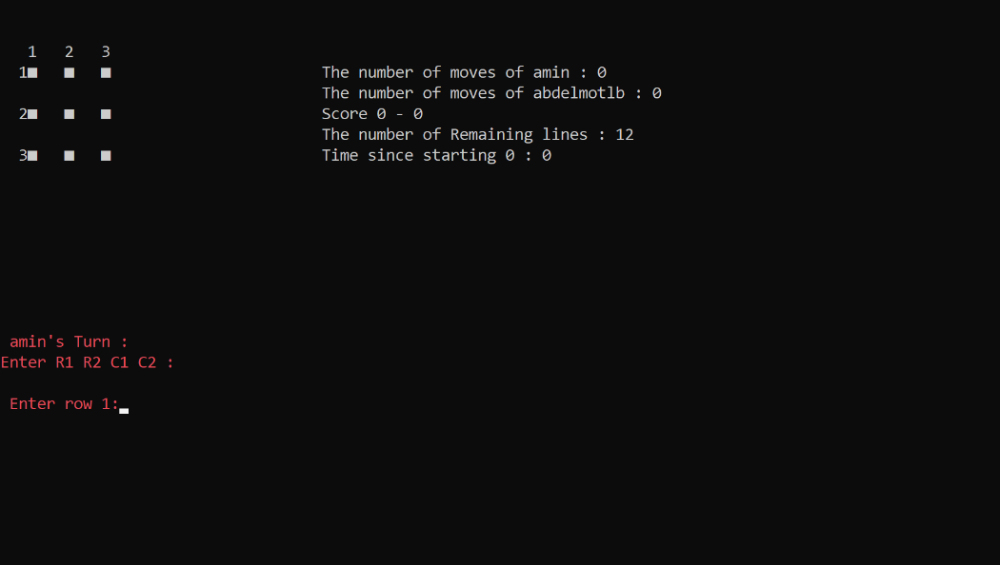 1 2 3
1■ ■ ■ The number of moves of amin : 0
The number of moves of abdelmotlb : 0
2■ ■ ■ Score 0 - 0
The number of Remaining lines : 12
3■ ■ ■ Time since starting 0 : 0
amin's Turn :
Enter R1 R2 C1 C2 :
Enter row 1: